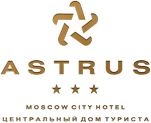 ASTRUS
MOSCOW CITY HOTEL
ЦЕНТРАЛЬНЫЙ ДОМ ТУРИСТА